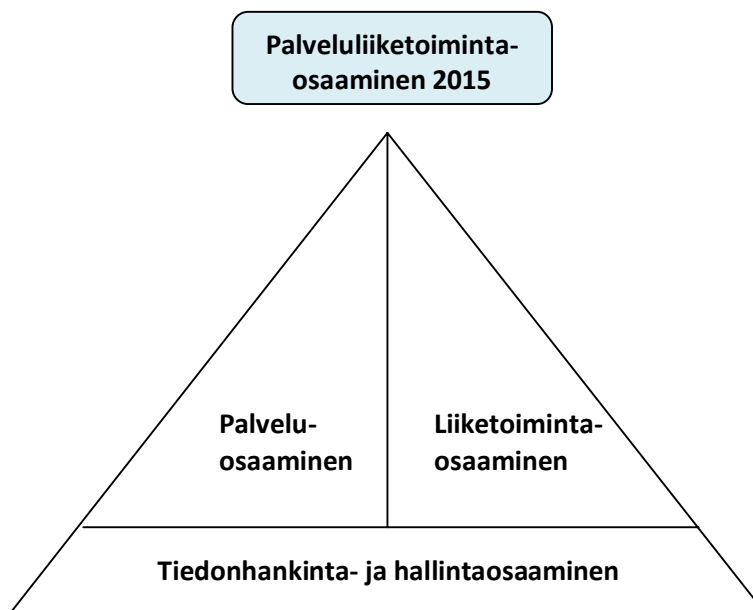 Palveluliiketoiminta-
osaaminen 2015
Palvelu-
osaaminen
Liiketoiminta-
osaaminen
Tiedonhankinta- ja hallintaosaaminen